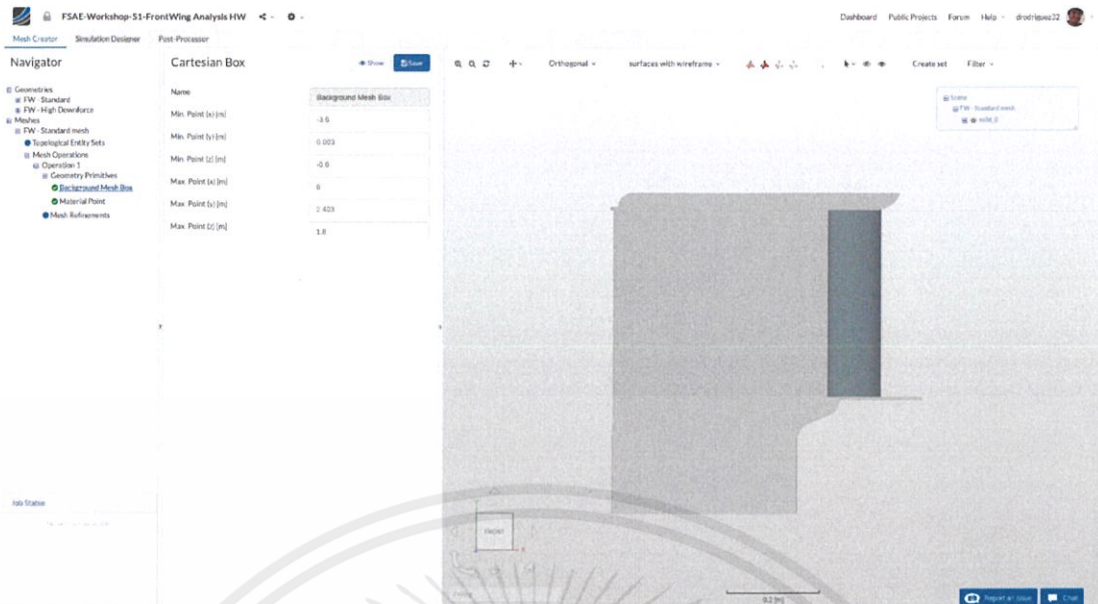 FSAE-Workshop-S1-FrontWing Analysis HW
Dashboard Public Projects Forum Help drodriguez32
Mesh Creator Simulation Designer Post-Processor
Navigator
Geometries
FW - Standard
FW - High Downforce
Meshes
FW - Standard mesh
Topological Entity Sets
Mesh Operations
Operation 1
Geometry Primitives
Background Mesh Box
Material Point
Mesh Refinements
Job Status
Cartesian Box
Show Save
Name Background Mesh Box
Min. Point (x) [m] -3.6
Min. Point (y) [m] 0.003
Min. Point (z) [m] -0.6
Max. Point (x) [m] 6
Max. Point (y) [m] 2.403
Max. Point (z) [m] 1.8
Orthogonal surfaces with wireframe Create set Filter
Scene
FW - Standard mesh
solid_0
FRONT
0.2 [m]
Report an issue Chat